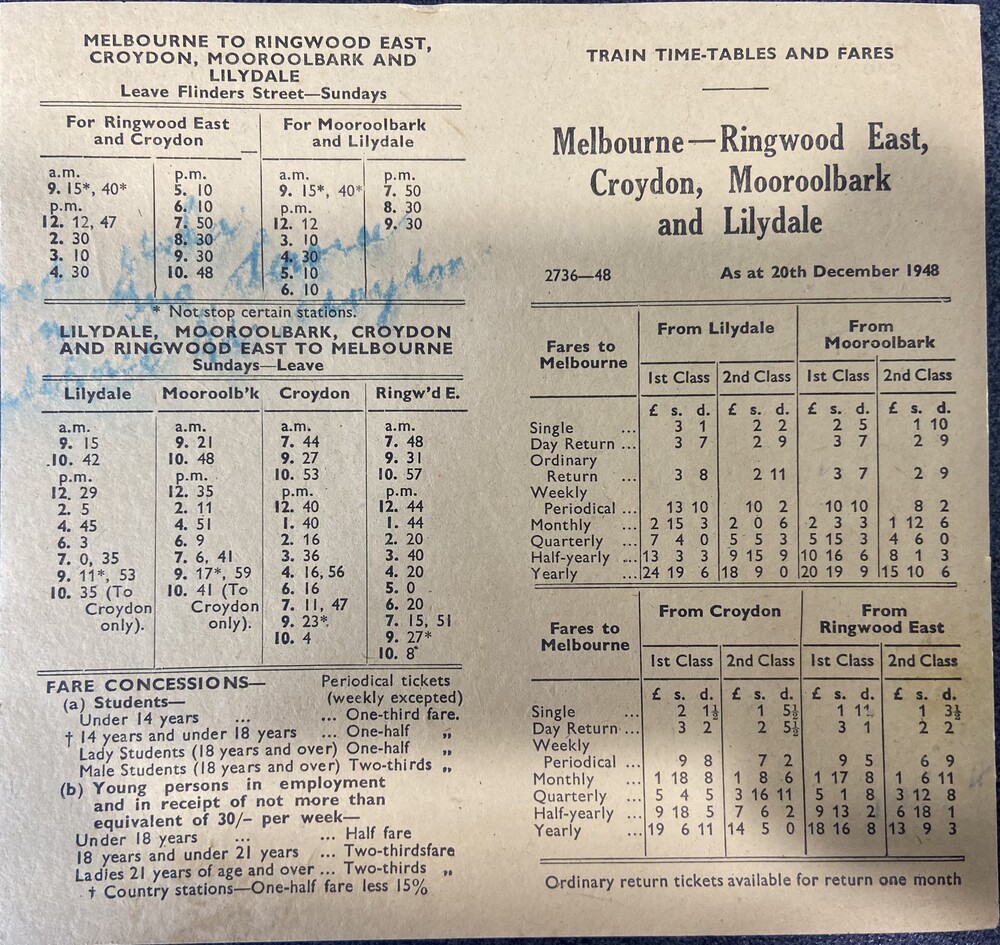 MELBOURNE TO RINGWOOD EAST,
CROYDON, MOOROOLBARK AND
LILYDALE
Leave Flinders Street—Sundays
For Ringwood East and Croydon | For Mooroolbark and Lilydale
a.m. | p.m. | a.m. | p.m.
9. 15*, 40* | 5. 10 | 9. 15*, 40* | 7. 50
p.m. | 6. 10 | p.m. | 8. 30
12. 12, 47 | 7. 50 | 12. 12 | 9. 30
2. 30 | 8. 30 | 3. 10
3. 10 | 9. 30 | 4. 30
4. 30 | 10. 48 | 5. 10
6. 10
* Not stop certain stations.
LILYDALE, MOOROOLBARK, CROYDON
AND RINGWOOD EAST TO MELBOURNE
Sundays—Leave
Lilydale | Mooroolb'k | Croydon | Ringw'd E.
a.m. | a.m. | a.m. | a.m.
9. 15 | 9. 21 | 7. 44 | 7. 48
10. 42 | 10. 48 | 9. 27 | 9. 31
p.m. | p.m. | 10. 53 | 10. 57
12. 29 | 12. 35 | p.m. | p.m.
2. 5 | 2. 11 | 12. 40 | 12. 44
4. 45 | 4. 51 | 1. 40 | 1. 44
6. 3 | 6. 9 | 2. 16 | 2. 20
7. 0, 35 | 7. 6, 41 | 3. 36 | 3. 40
9. 11*, 53 | 9. 17*, 59 | 4. 16, 56 | 4. 20
10. 35 (To | 10. 41 (To | 6. 16 | 5. 0
Croydon | Croydon | 7. 11, 47 | 6. 20
only). | only). | 9. 23* | 7. 15, 51
10. 4 | 9. 27*
10. 8
FARE CONCESSIONS— Periodical tickets
(a) Students— (weekly excepted)
Under 14 years ... ... One-third fare.
† 14 years and under 18 years ... One-half „
Lady Students (18 years and over) One-half „
Male Students (18 years and over) Two-thirds „
(b) Young persons in employment
and in receipt of not more than
equivalent of 30/- per week—
Under 18 years ... ... Half fare
18 years and under 21 years ... Two-thirdsfare
Ladies 21 years of age and over ... Two-thirds „
† Country stations—One-half fare less 15%
TRAIN TIME-TABLES AND FARES
Melbourne—Ringwood East,
Croydon, Mooroolbark
and Lilydale
2736—48 As at 20th December 1948
Fares to Melbourne | From Lilydale | From Mooroolbark
1st Class | 2nd Class | 1st Class | 2nd Class
£ s. d. | £ s. d. | £ s. d. | £ s. d.
Single ... | 3 1 | 2 2 | 2 5 | 1 10
Day Return ... | 3 7 | 2 9 | 3 7 | 2 9
Ordinary
Return ... | 3 8 | 2 11 | 3 7 | 2 9
Weekly
Periodical ... | 13 10 | 10 2 | 10 10 | 8 2
Monthly ... | 2 15 3 | 2 0 6 | 2 3 3 | 1 12 6
Quarterly ... | 7 4 0 | 5 5 3 | 5 15 3 | 4 6 0
Half-yearly ... | 13 3 3 | 9 15 9 | 10 16 6 | 8 1 3
Yearly ... | 24 19 6 | 18 9 0 | 20 19 9 | 15 10 6
Fares to Melbourne | From Croydon | From Ringwood East
1st Class | 2nd Class | 1st Class | 2nd Class
£ s. d. | £ s. d. | £ s. d. | £ s. d.
Single ... | 2 1½ | 1 5½ | 1 11 | 1 3½
Day Return ... | 3 2 | 2 5½ | 3 1 | 2 2
Weekly
Periodical ... | 9 8 | 7 2 | 9 5 | 6 9
Monthly ... | 1 18 8 | 1 8 6 | 1 17 8 | 1 6 11
Quarterly ... | 5 4 5 | 3 16 11 | 5 1 8 | 3 12 8
Half-yearly ... | 9 18 5 | 7 6 2 | 9 13 2 | 6 18 1
Yearly ... | 19 6 11 | 14 5 0 | 18 16 8 | 13 9 3
Ordinary return tickets available for return one month